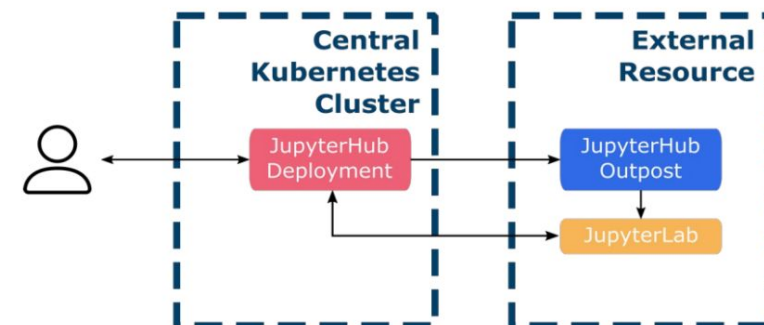 Central
Kubernetes
Cluster
External
Resource
JupyterHub
Deployment
JupyterHub
Outpost
JupyterLab